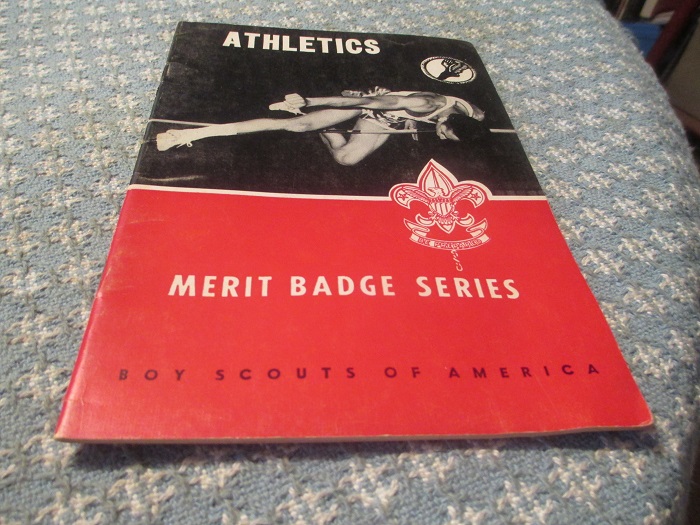 ATHLETICS
MERIT BADGE SERIES
BOY SCOUTS OF AMERICA